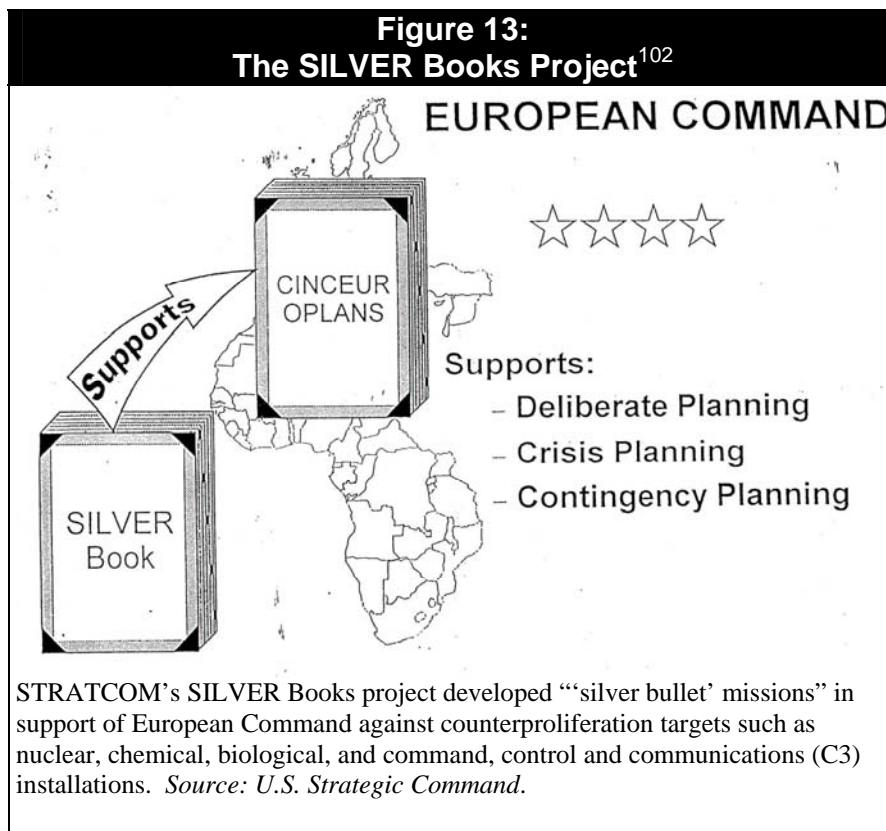 Figure 13:
The SILVER Books Project102
EUROPEAN COMMAND
CINCEUR
OPLANS
Supports
Supports:
- Deliberate Planning
- Crisis Planning
- Contingency Planning
SILVER
Book
STRATCOM’s SILVER Books project developed “‘silver bullet’ missions” in
support of European Command against counterproliferation targets such as
nuclear, chemical, biological, and command, control and communications (C3)
installations. Source: U.S. Strategic Command.